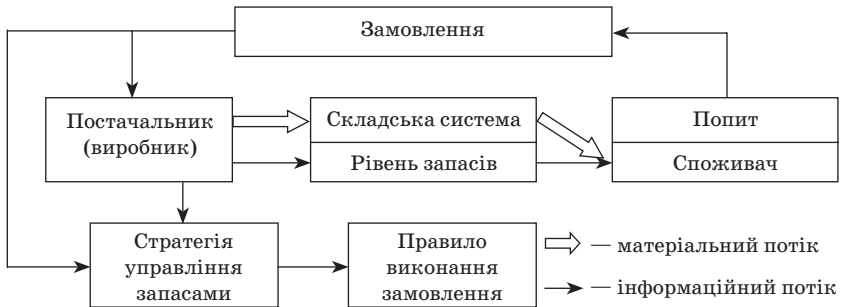 Замовлення
Постачальник
(виробник)
Складська система
Рівень запасів
Попит
Споживач
Стратегія
управління
запасами
Правило
виконання
замовлення
— матеріальний потік
— інформаційний потік